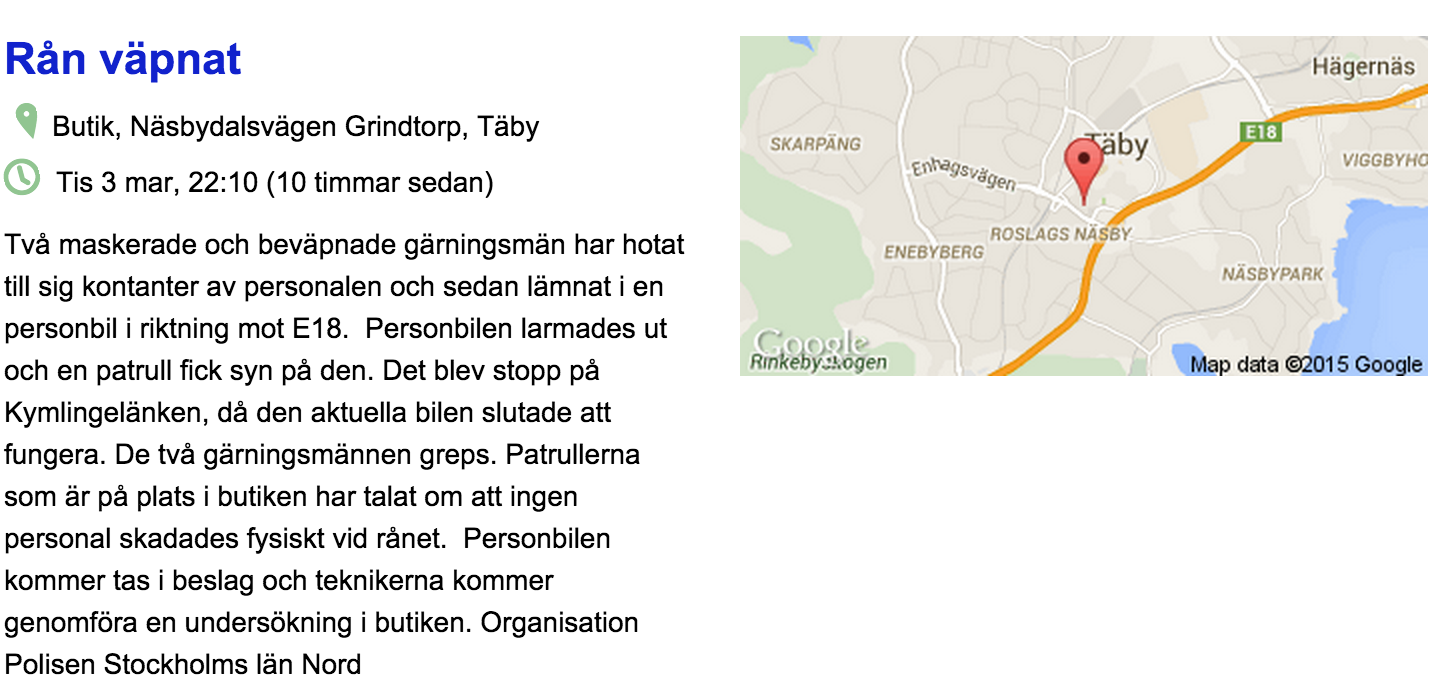 Rån väpnat
Butik, Näsbydalsvägen Grindtorp, Täby
Tis 3 mar, 22:10 (10 timmar sedan)
Två maskerade och beväpnade gärningsmän har hotat
till sig kontanter av personalen och sedan lämnat i en
personbil i riktning mot E18.  Personbilen larmades ut
och en patrull fick syn på den. Det blev stopp på
Kymlingelänken, då den aktuella bilen slutade att
fungera. De två gärningsmännen greps. Patrullerna
som är på plats i butiken har talat om att ingen
personal skadades fysiskt vid rånet.  Personbilen
kommer tas i beslag och teknikerna kommer
genomföra en undersökning i butiken. Organisation
Polisen Stockholms län Nord
Hägernäs
E18
SKARPÄNG
Täby
VIGGBYHO
Enhagsvägen
ROSLAGS NÄSBY
ENEBYBERG
NÄSBYPARK
Google
Rinkebyskogen
Map data ©2015 Google